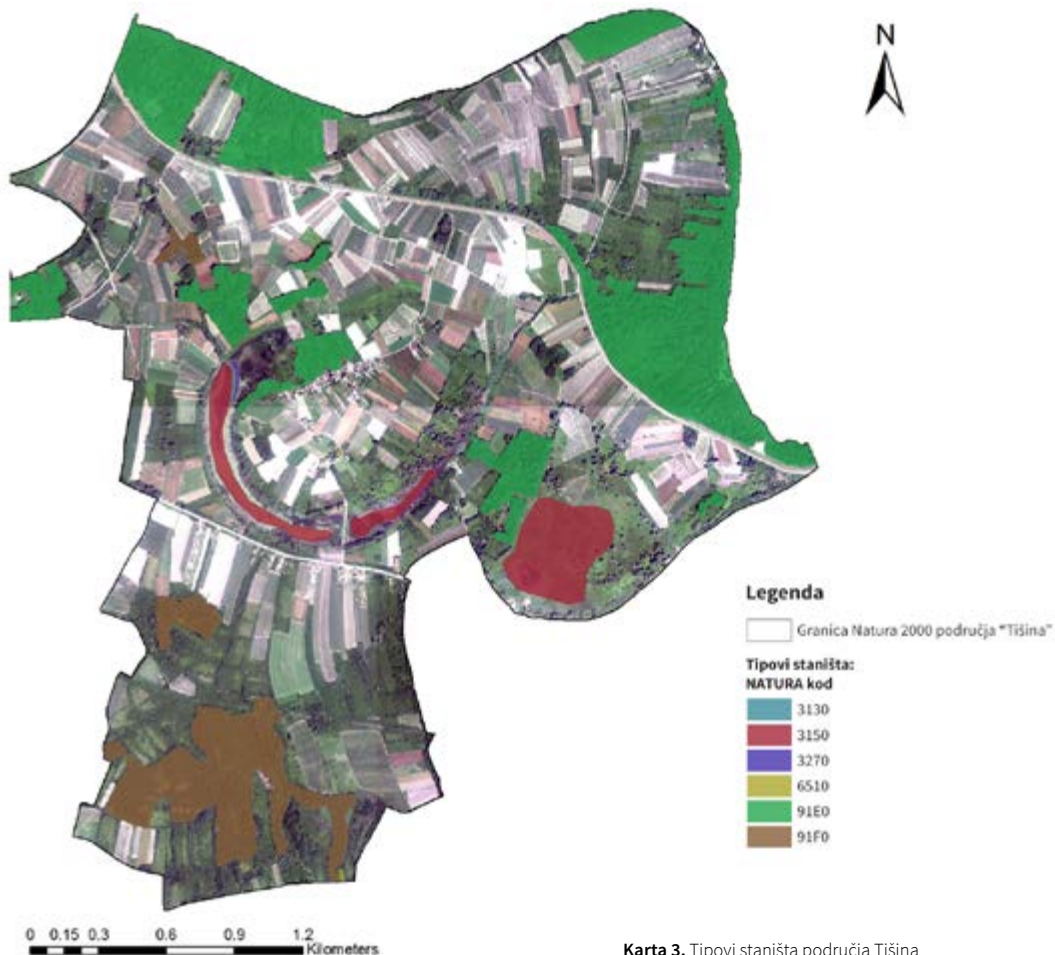 N
Legenda
Granica Natura 2000 područja "Tišina"
Tipovi staništa:
NATURA kod
3130
3150
3270
6510
91E0
91F0
0 0.15 0.3 0.6 0.9 1.2
Kilometers
Karta 3. Tipovi staništa područja Tišina